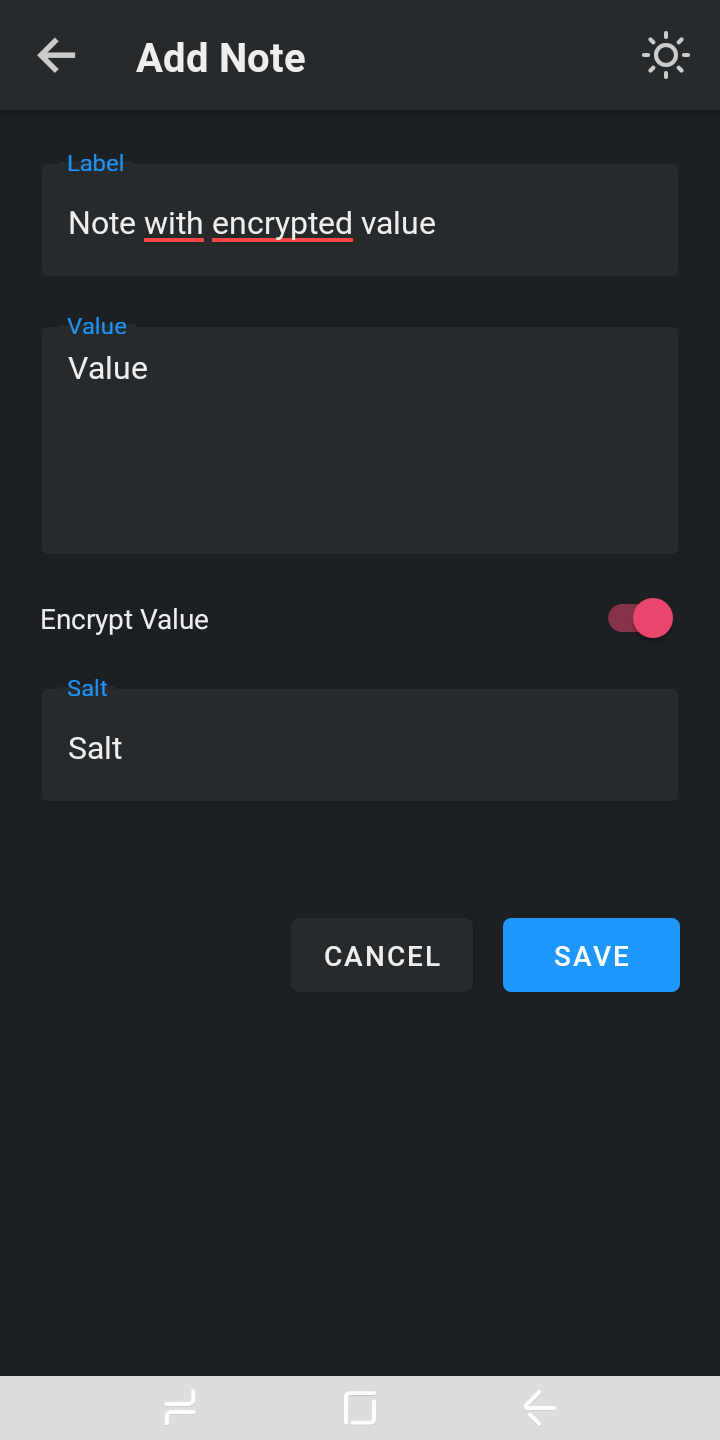 Add Note
Label
Note with encrypted value
Value
Value
Encrypt Value
Salt
Salt
CANCEL
SAVE